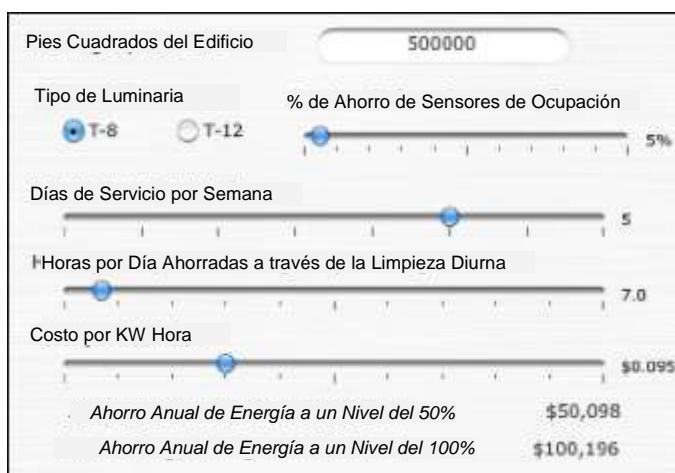 Pies Cuadrados del Edificio 500000
Tipo de Luminaria % de Ahorro de Sensores de Ocupación
T-8 T-12 5%
Días de Servicio por Semana
5
Horas por Día Ahorradas a través de la Limpieza Diurna
7.0
Costo por KW Hora
$0.095
Ahorro Anual de Energía a un Nivel del 50% $50,098
Ahorro Anual de Energía a un Nivel del 100% $100,196